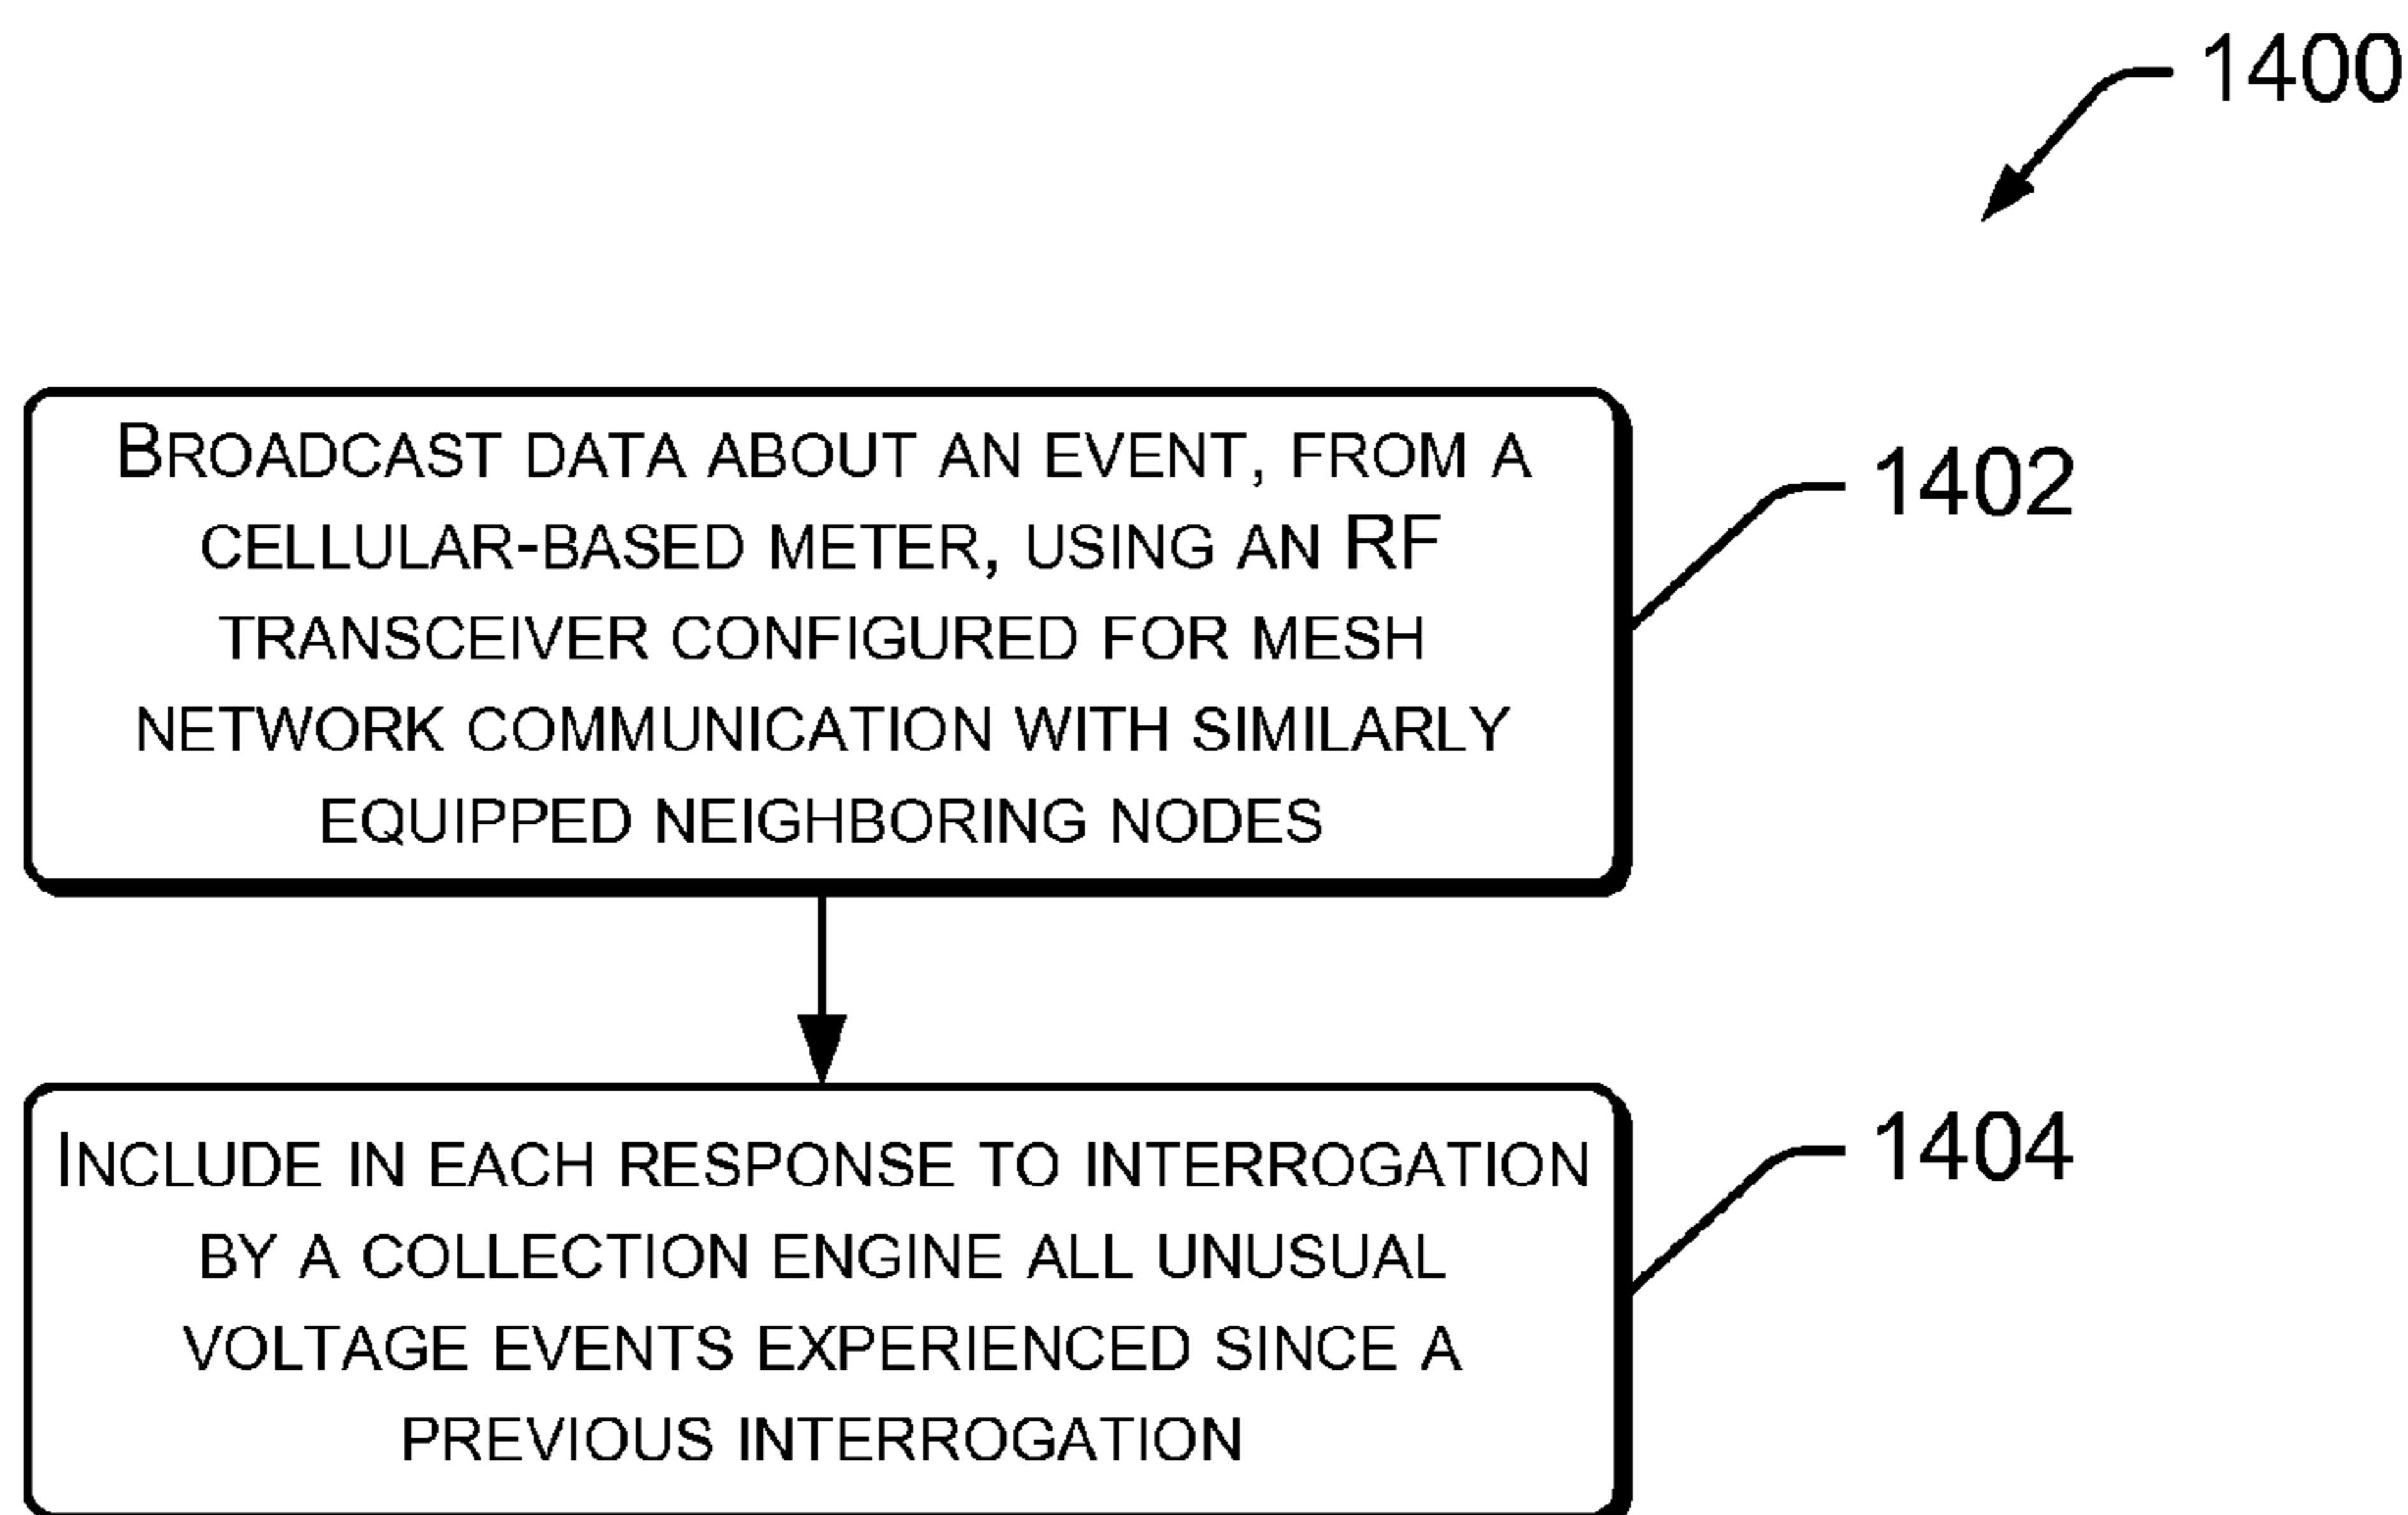 1400
BROADCAST DATA ABOUT AN EVENT, FROM A
CELLULAR-BASED METER, USING AN RF
TRANSCEIVER CONFIGURED FOR MESH
NETWORK COMMUNICATION WITH SIMILARLY
EQUIPPED NEIGHBORING NODES
1402
INCLUDE IN EACH RESPONSE TO INTERROGATION
BY A COLLECTION ENGINE ALL UNUSUAL
VOLTAGE EVENTS EXPERIENCED SINCE A
PREVIOUS INTERROGATION
1404